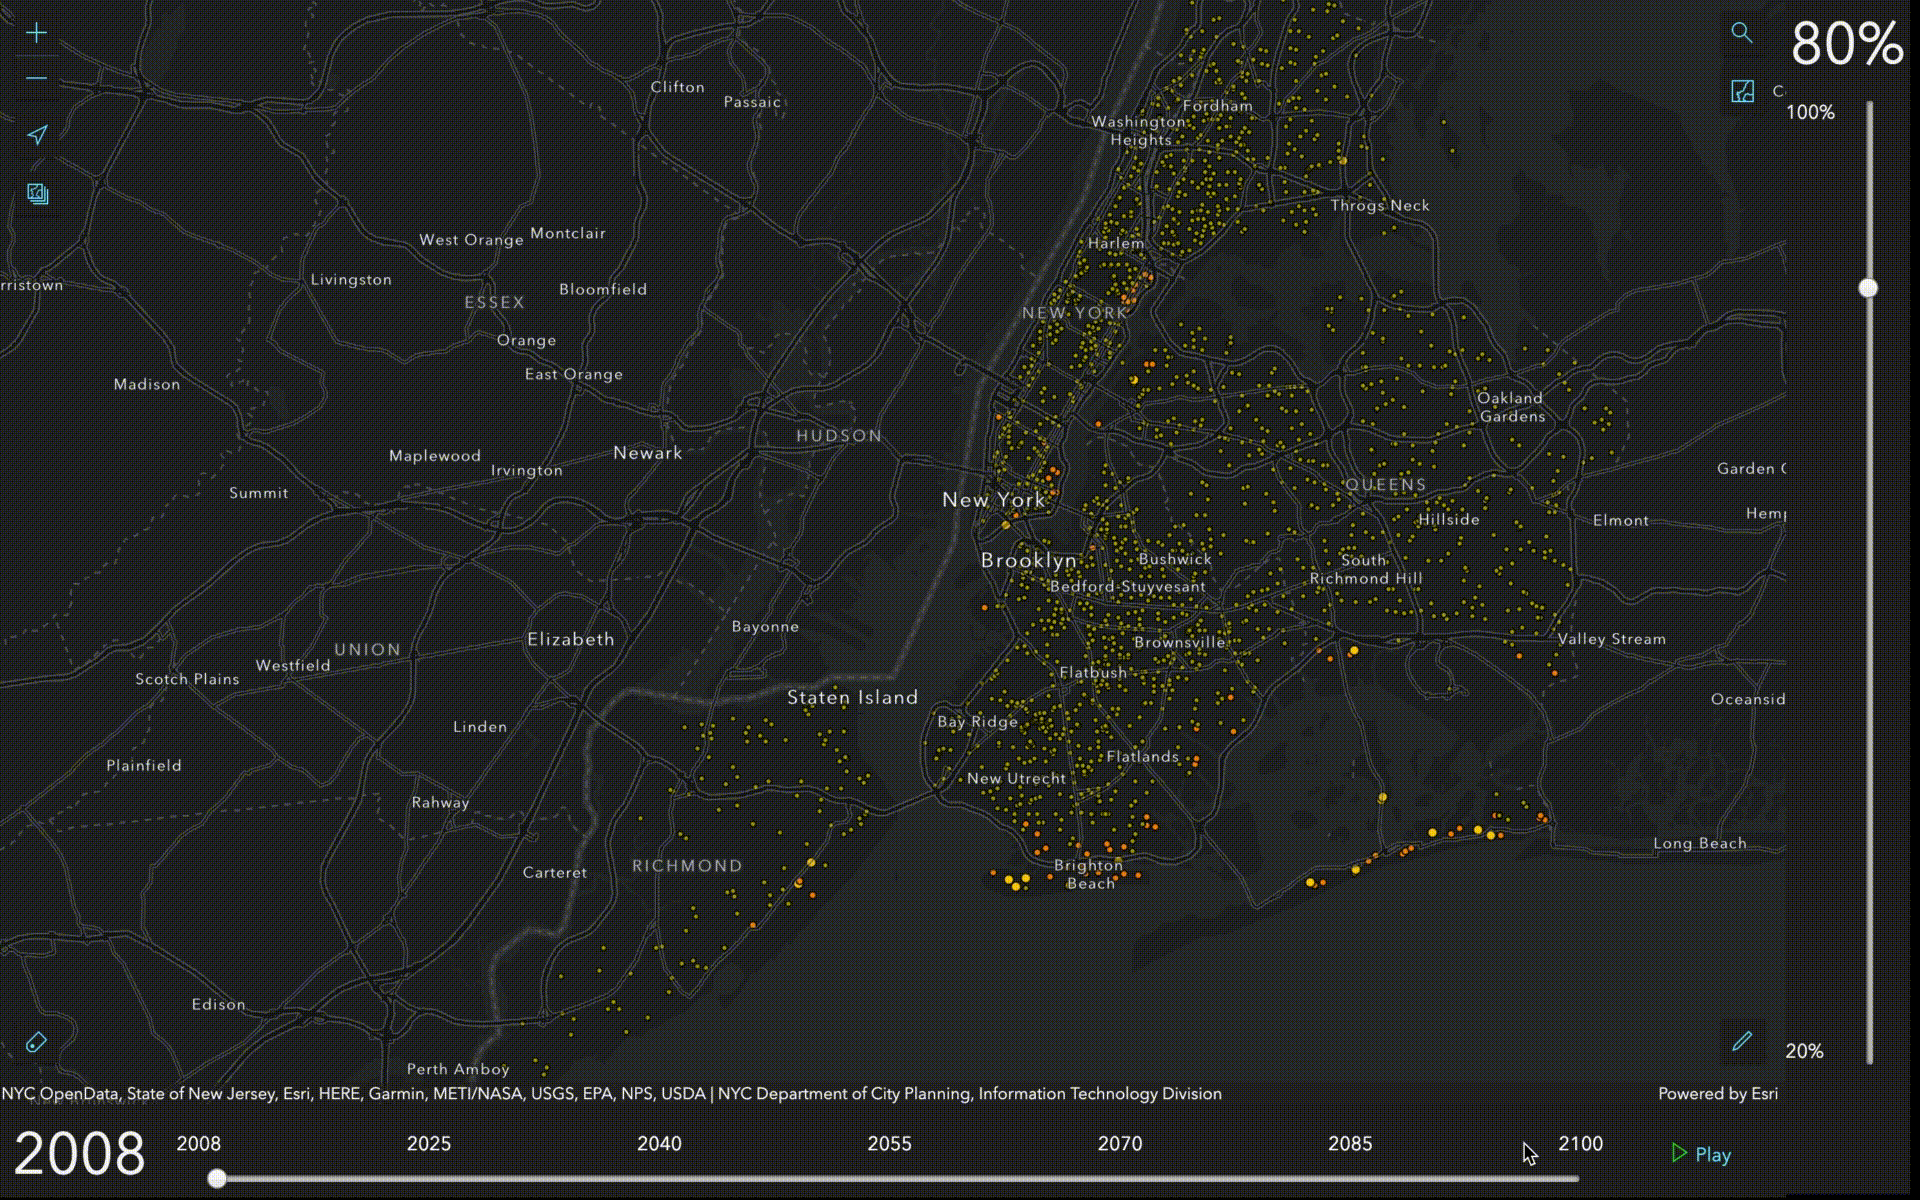 80%
C
100%
Clifton
Passaic
Fordham
Washington
Heights
Throgs Neck
West Orange
Montclair
Harlem
Livingston
rristown
Bloomfield
ESSEX
NEW YORK
Orange
East Orange
Madison
Oakland
Gardens
HUDSON
Newark
Maplewood
Irvington
Garden C
Summit
New York
QUEENS
Hillside
Elmont
Hemp
Brooklyn
Bushwick
South
Richmond Hill
Bedford-Stuyvesant
Bayonne
Elizabeth
Brownsville
Valley Stream
UNION
Westfield
Scotch Plains
Flatbush
Staten Island
Oceansid
Linden
Bay Ridge
Plainfield
Flatlands
New Utrecht
Rahway
Long Beach
Carteret
RICHMOND
Brighton
Beach
Edison
20%
Perth Amboy
NYC OpenData, State of New Jersey, Esri, HERE, Garmin, METI/NASA, USGS, EPA, NPS, USDA | NYC Department of City Planning, Information Technology Division
Powered by Esri
New Brunswick
2008
2008 2025 2040 2055 2070 2085 2100
Play